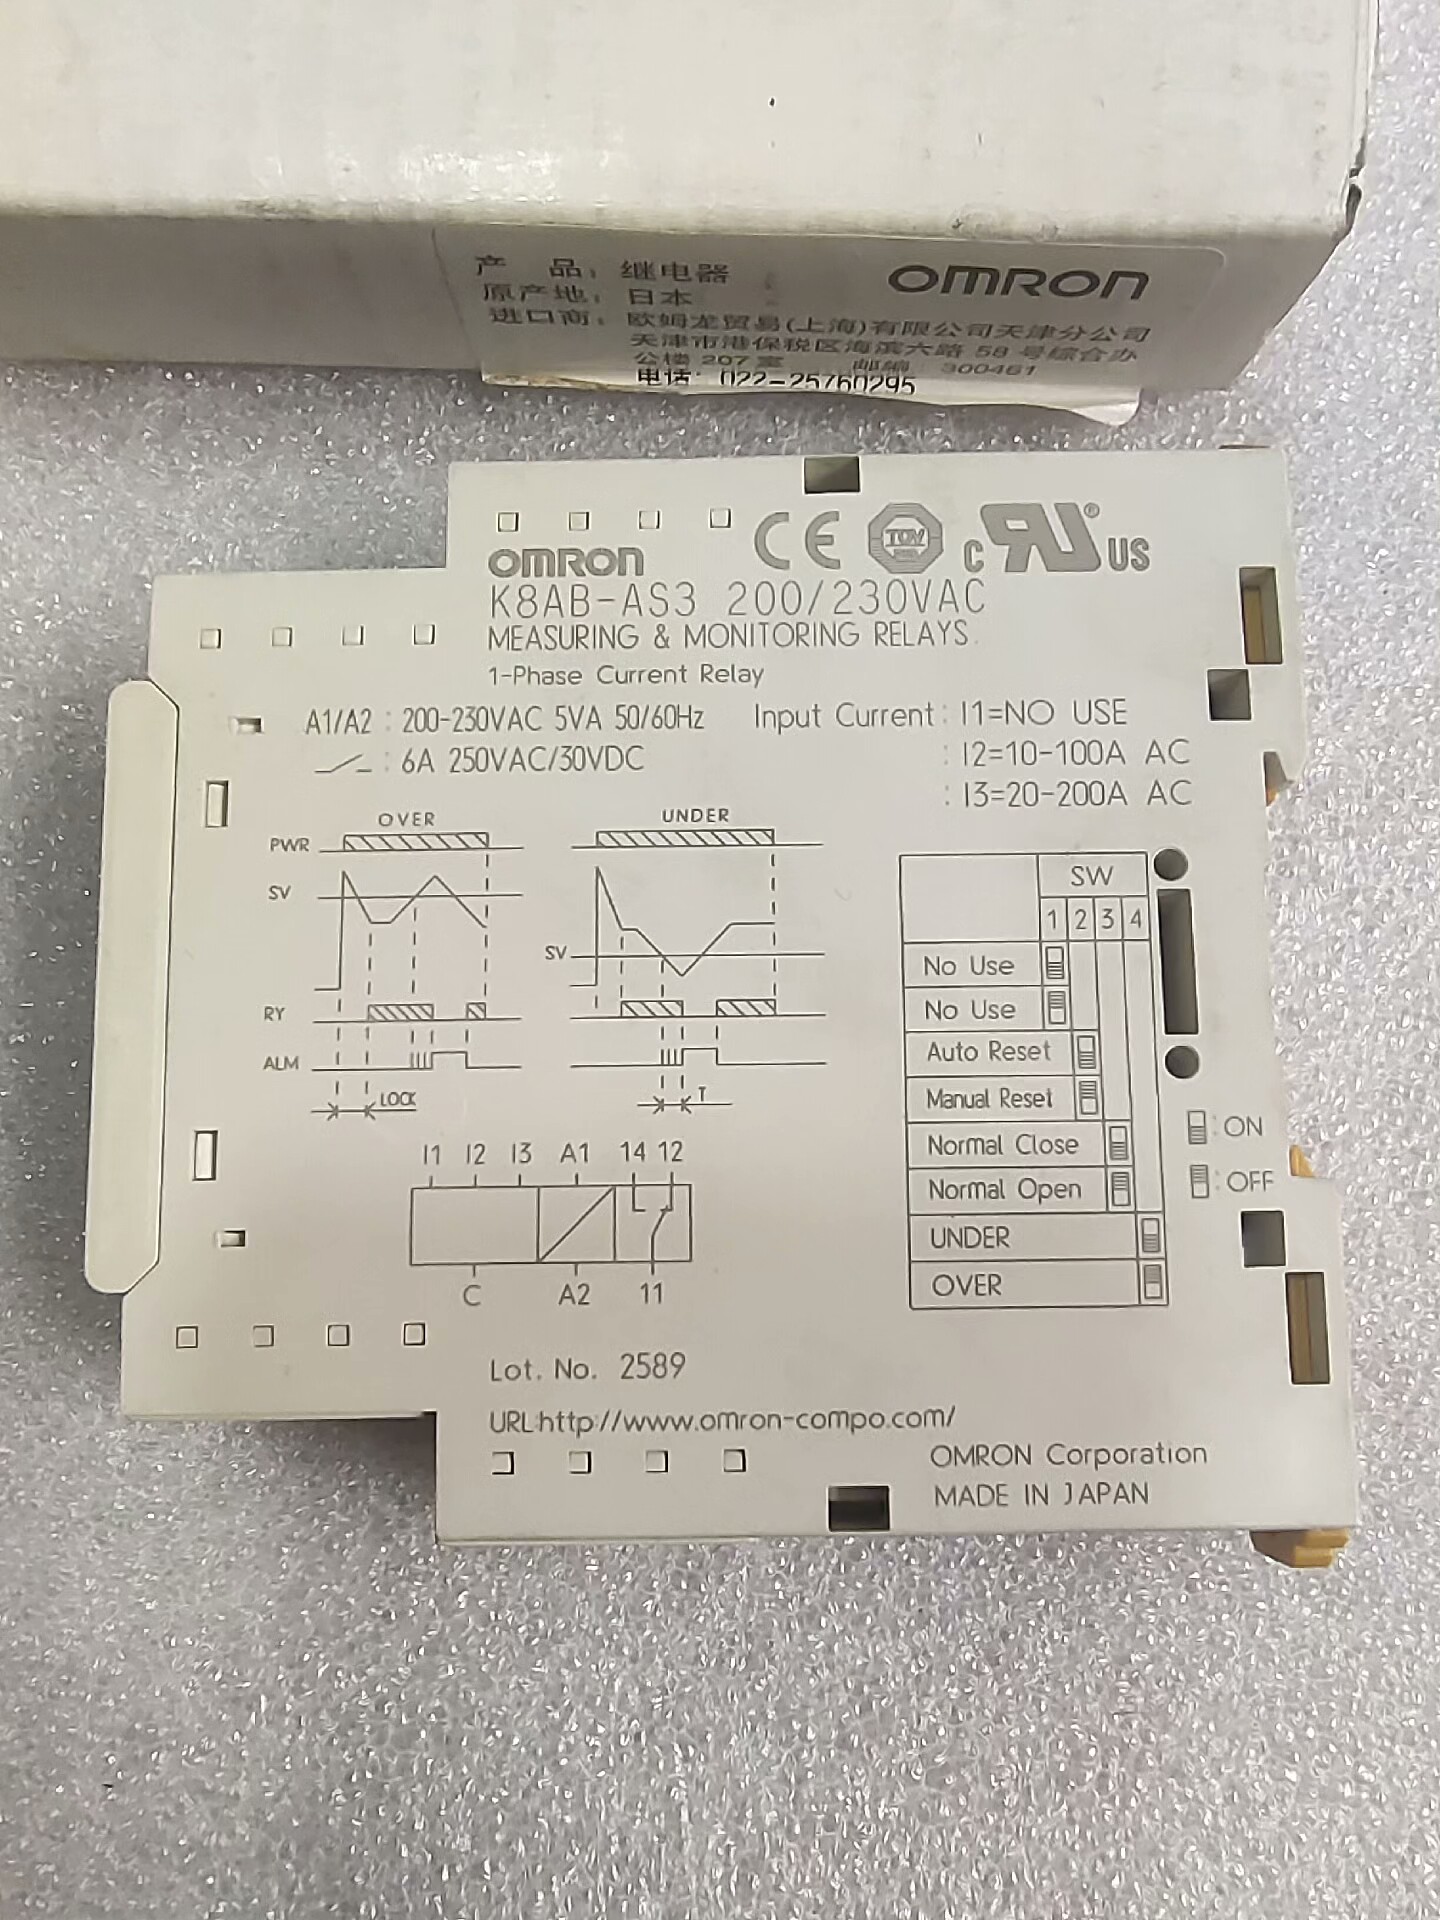 产 品： 继电器
OMRON
原产地： 日本
进口商： 欧姆龙贸易(上海)有限公司天津分公司
天津市港保税区海滨六路 58 号综合办
公楼 207 室 邮编 300461
电话: 022-25760295
CE TÜV c RU® US
OMRON
K8AB-AS3 200/230VAC
MEASURING & MONITORING RELAYS
1-Phase Current Relay
A1/A2 : 200-230VAC 5VA 50/60Hz Input Current : I1=NO USE
: 6A 250VAC/30VDC : I2=10-100A AC
: I3=20-200A AC
OVER UNDER
PWR
SV
SV
RY
ALM
LOCK T
SW
1 2 3 4
No Use
No Use
Auto Reset
Manual Reset
Normal Close
Normal Open
UNDER
OVER
: ON
: OFF
I1 I2 I3 A1 14 12
C A2 11
Lot. No. 2589
URL:http://www.omron-compo.com/
OMRON Corporation
MADE IN JAPAN